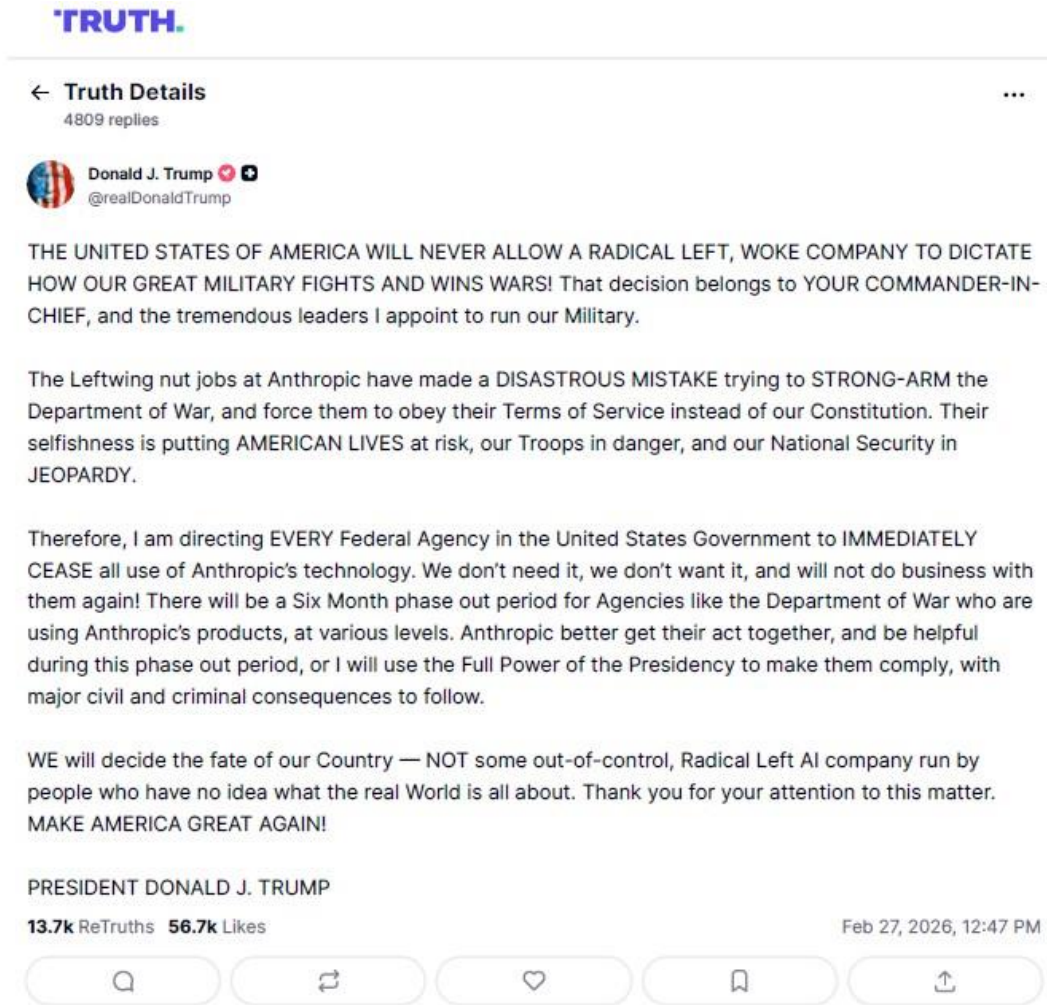 TRUTH.
Truth Details
4809 replies
Donald J. Trump
@realDonaldTrump
THE UNITED STATES OF AMERICA WILL NEVER ALLOW A RADICAL LEFT, WOKE COMPANY TO DICTATE
HOW OUR GREAT MILITARY FIGHTS AND WINS WARS! That decision belongs to YOUR COMMANDER-IN-
CHIEF, and the tremendous leaders I appoint to run our Military.
The Leftwing nut jobs at Anthropic have made a DISASTROUS MISTAKE trying to STRONG-ARM the
Department of War, and force them to obey their Terms of Service instead of our Constitution. Their
selfishness is putting AMERICAN LIVES at risk, our Troops in danger, and our National Security in
JEOPARDY.
Therefore, I am directing EVERY Federal Agency in the United States Government to IMMEDIATELY
CEASE all use of Anthropic’s technology. We don’t need it, we don’t want it, and will not do business with
them again! There will be a Six Month phase out period for Agencies like the Department of War who are
using Anthropic’s products, at various levels. Anthropic better get their act together, and be helpful
during this phase out period, or I will use the Full Power of the Presidency to make them comply, with
major civil and criminal consequences to follow.
WE will decide the fate of our Country — NOT some out-of-control, Radical Left AI company run by
people who have no idea what the real World is all about. Thank you for your attention to this matter.
MAKE AMERICA GREAT AGAIN!
PRESIDENT DONALD J. TRUMP
13.7k ReTruths 56.7k Likes Feb 27, 2026, 12:47 PM